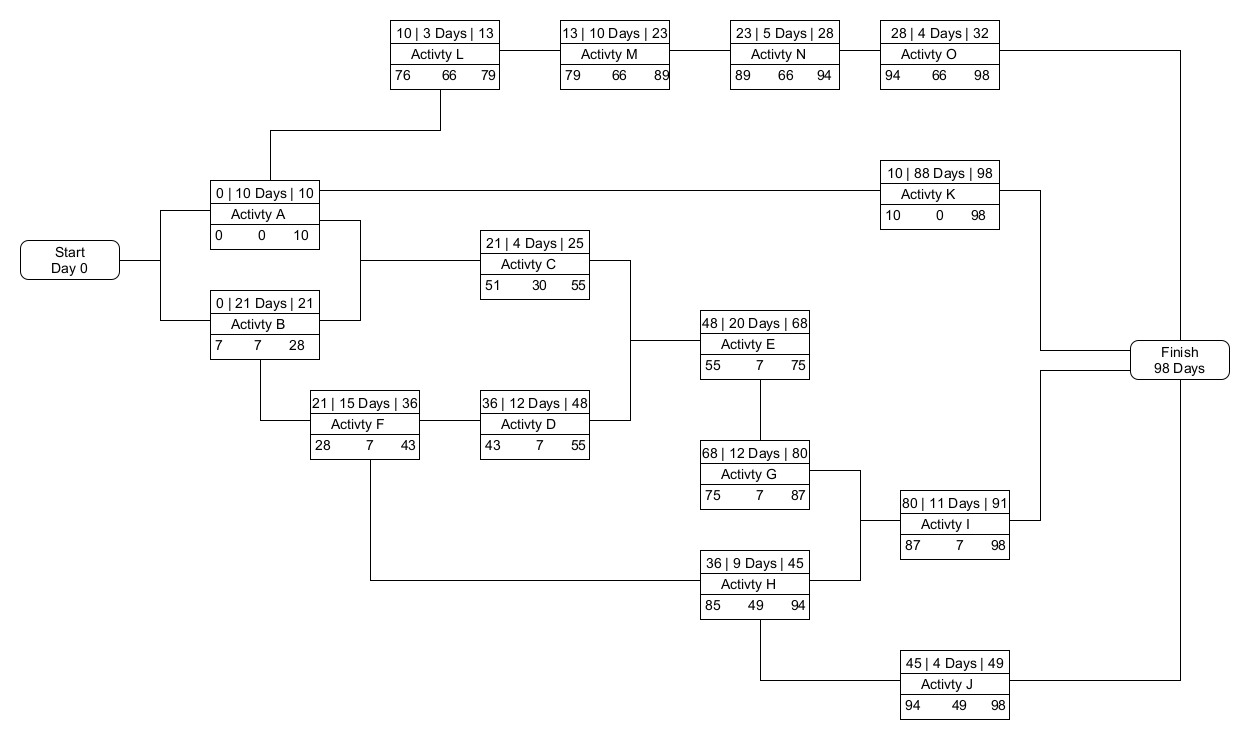 10 | 3 Days | 13
Activty L
76 66 79
13 | 10 Days | 23
Activty M
79 66 89
23 | 5 Days | 28
Activty N
89 66 94
28 | 4 Days | 32
Activty O
94 66 98
0 | 10 Days | 10
Activty A
0 0 10
10 | 88 Days | 98
Activty K
10 0 98
Start
Day 0
21 | 4 Days | 25
Activty C
51 30 55
0 | 21 Days | 21
Activty B
7 7 28
48 | 20 Days | 68
Activty E
55 7 75
Finish
98 Days
21 | 15 Days | 36
Activty F
28 7 43
36 | 12 Days | 48
Activty D
43 7 55
68 | 12 Days | 80
Activty G
75 7 87
80 | 11 Days | 91
Activty I
87 7 98
36 | 9 Days | 45
Activty H
85 49 94
45 | 4 Days | 49
Activty J
94 49 98